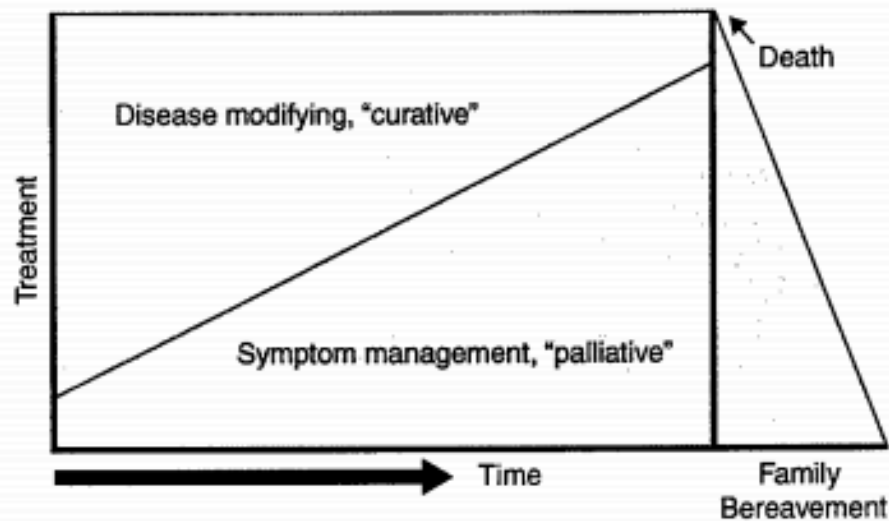 Death
Disease modifying, “curative”
Treatment
Symptom management, “palliative”
Time
Family
Bereavement